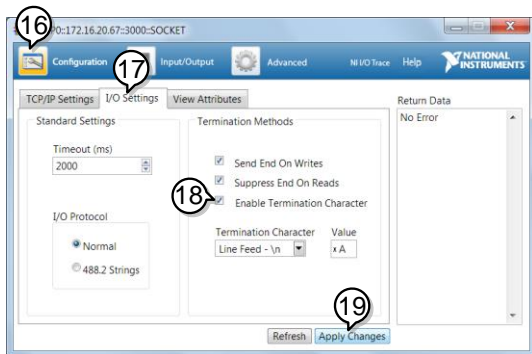 16
P0::172.16.20.67::3000::SOCKET
Configuration
Input/Output
Advanced
NI I/O Trace
Help
NATIONAL
INSTRUMENTS
17
TCP/IP Settings
I/O Settings
View Attributes
Return Data
Standard Settings
Termination Methods
No Error
Timeout (ms)
2000
Send End On Writes
Suppress End On Reads
18
Enable Termination Character
I/O Protocol
Normal
488.2 Strings
Termination Character
Value
Line Feed - \n
x A
19
Refresh
Apply Changes